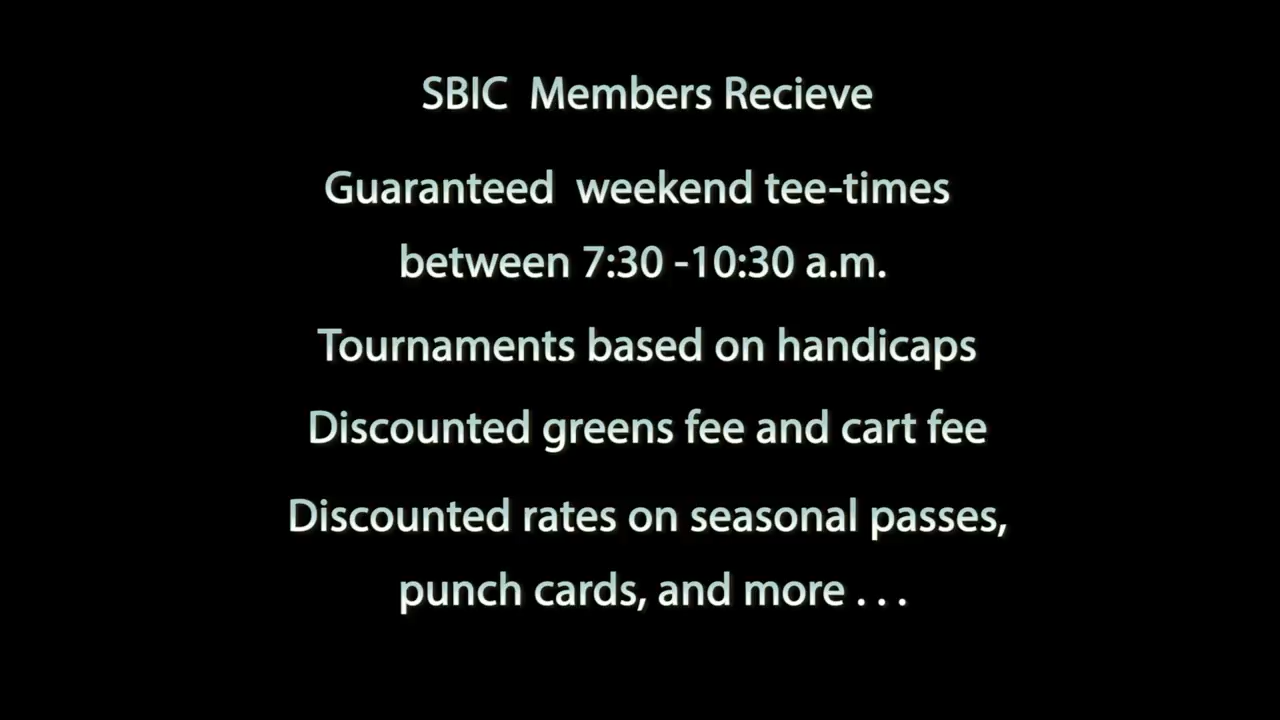 SBIC  Members Recieve
Guaranteed  weekend tee-times
between 7:30 -10:30 a.m.
Tournaments based on handicaps
Discounted greens fee and cart fee
Discounted rates on seasonal passes,
punch cards, and more . . .